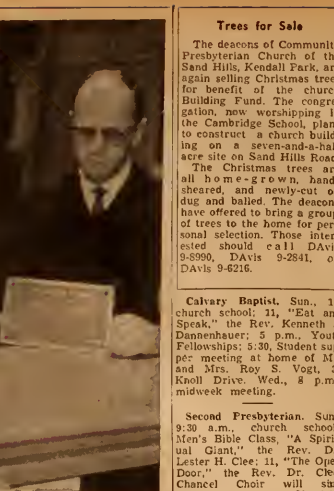 Trees for Sale
The deacons of Communit
Presbyterian Church of th
Sand Hills, Kendall Park, ar
again selling Christmas tree
for benefit of the churc
Building Fund. The congre
gation, now worshipping i
the Cambridge School, plan
to construct a church build
ing on a seven-and-a-hal
acre site on Sand Hills Road
The Christmas trees ar
all home-grown, hand
sheared, and newly-cut o
dug and balled. The deacon
have offered to bring a group
of trees to the home for per
sonal selection. Those inter
ested should call DAvi
9-8990, DAvis 9-2841, o
DAvis 9-6216.
Calvary Baptist. Sun., 1
church school; 11, "Eat an
Speak," the Rev. Kenneth
Dannenhauer; 5 p.m., Yout
Fellowships; 5:30, Student su
per meeting at home of M
and Mrs. Roy S. Vogt, 3
Knoll Drive. Wed., 8 p.m
midweek meeting.
Second Presbyterian. Sun
9:30 a.m., church school
Men's Bible Class, "A Spiri
ual Giant," the Rev. D
Lester H. Clee; 11, "The Ope
Door," the Rev. Dr. Cle
Chancel Choir will